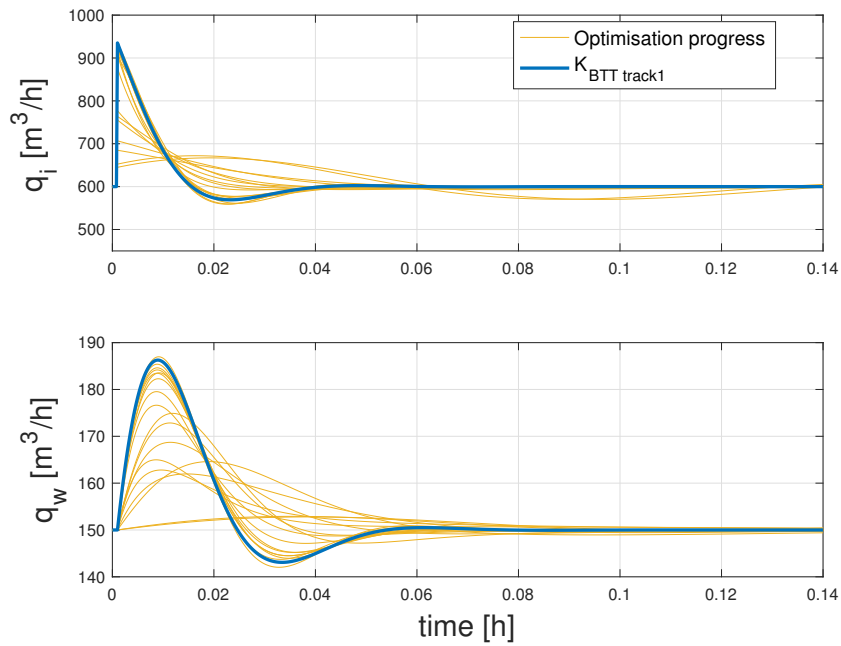 1000
900
800
700
600
500
q_i [m^3/h]
Optimisation progress
K_BTT track1
0 0.02 0.04 0.06 0.08 0.1 0.12 0.14
190
180
170
160
150
140
q_w [m^3/h]
0 0.02 0.04 0.06 0.08 0.1 0.12 0.14
time [h]